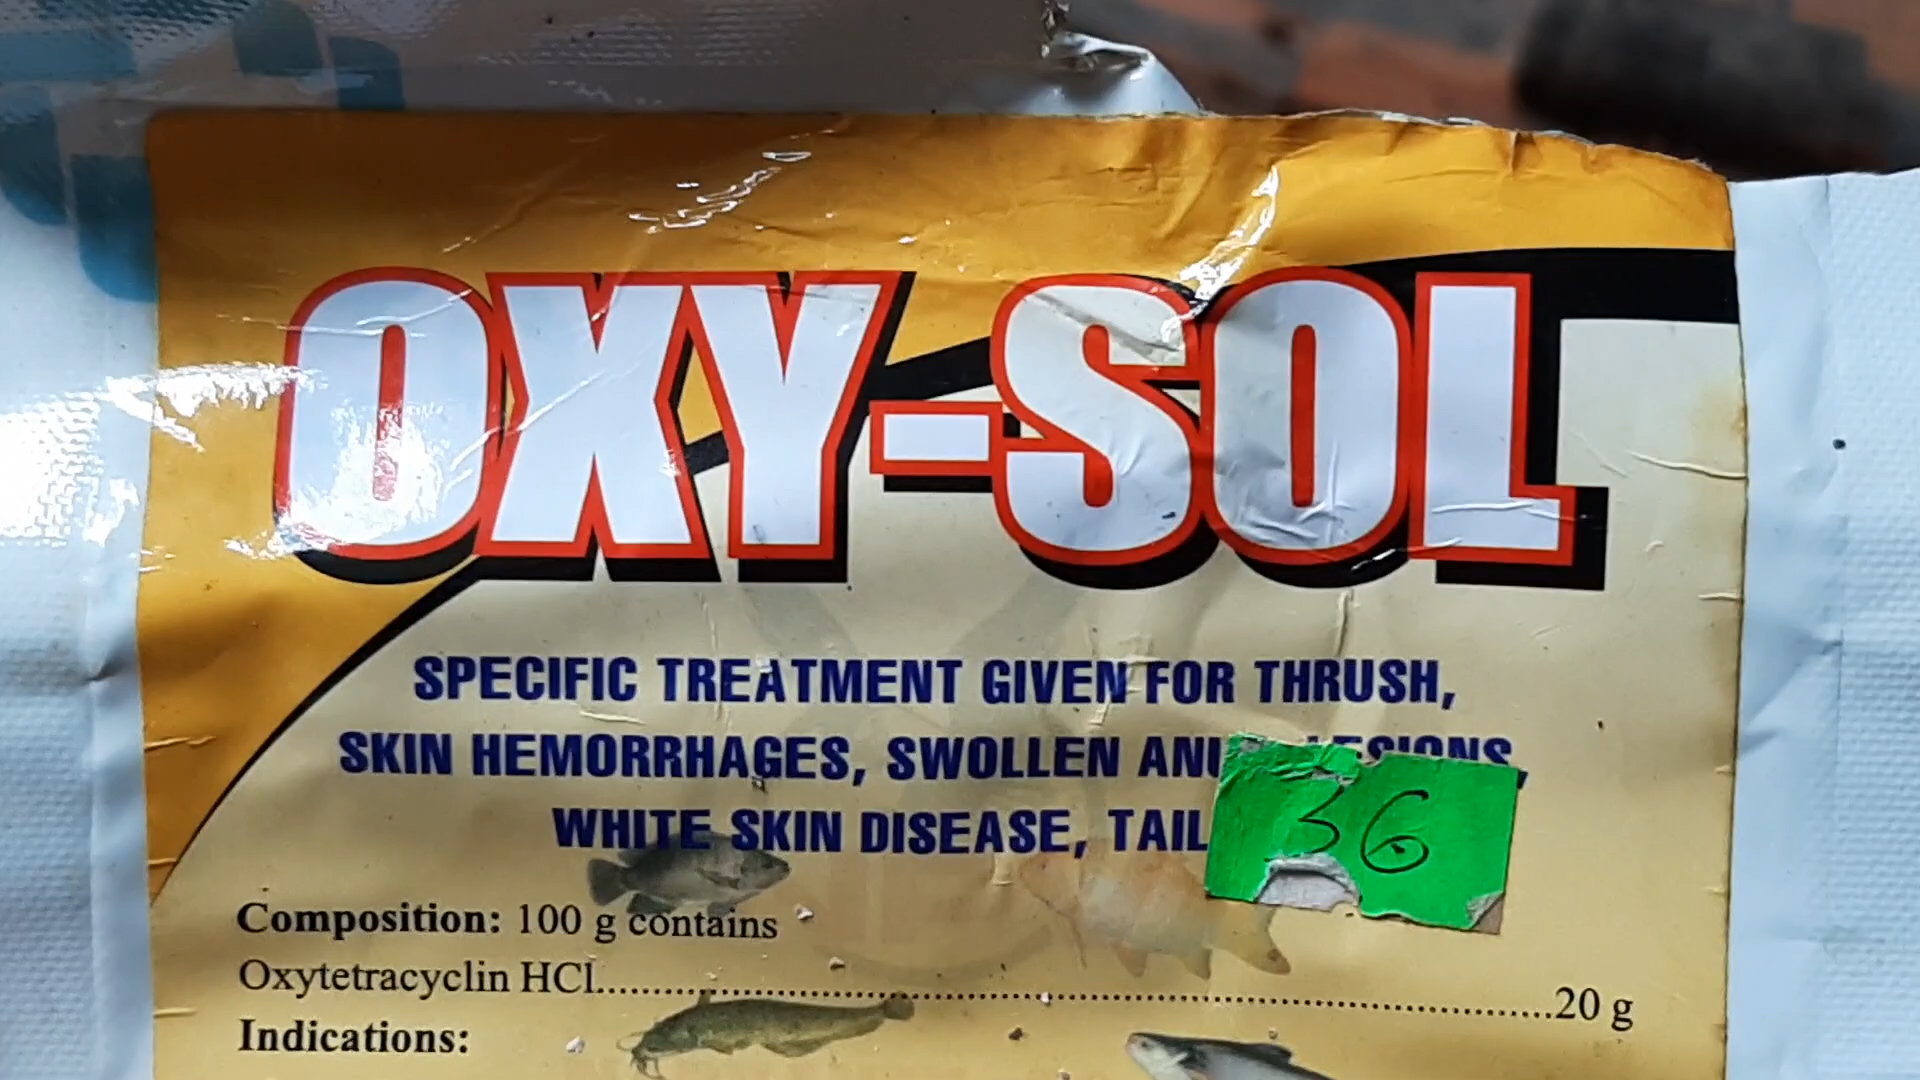 OXY-SOL
SPECIFIC TREATMENT GIVEN FOR THRUSH,
SKIN HEMORRHAGES, SWOLLEN LESIONS,
WHITE SKIN DISEASE, TAIL
36
Composition: 100 g contains
Oxytetracyclin HCl..........20 g
Indications: